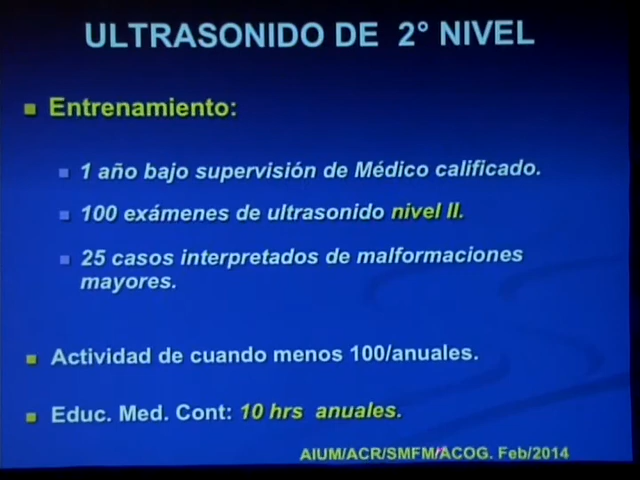 ULTRASONIDO DE 2° NIVEL
Entrenamiento:
1 año bajo supervisión de Médico calificado.
100 exámenes de ultrasonido nivel II.
25 casos interpretados de malformaciones
mayores.
Actividad de cuando menos 100/anuales.
Educ. Med. Cont: 10 hrs anuales.
AIUM/ACR/SMFM/ACOG. Feb/2014